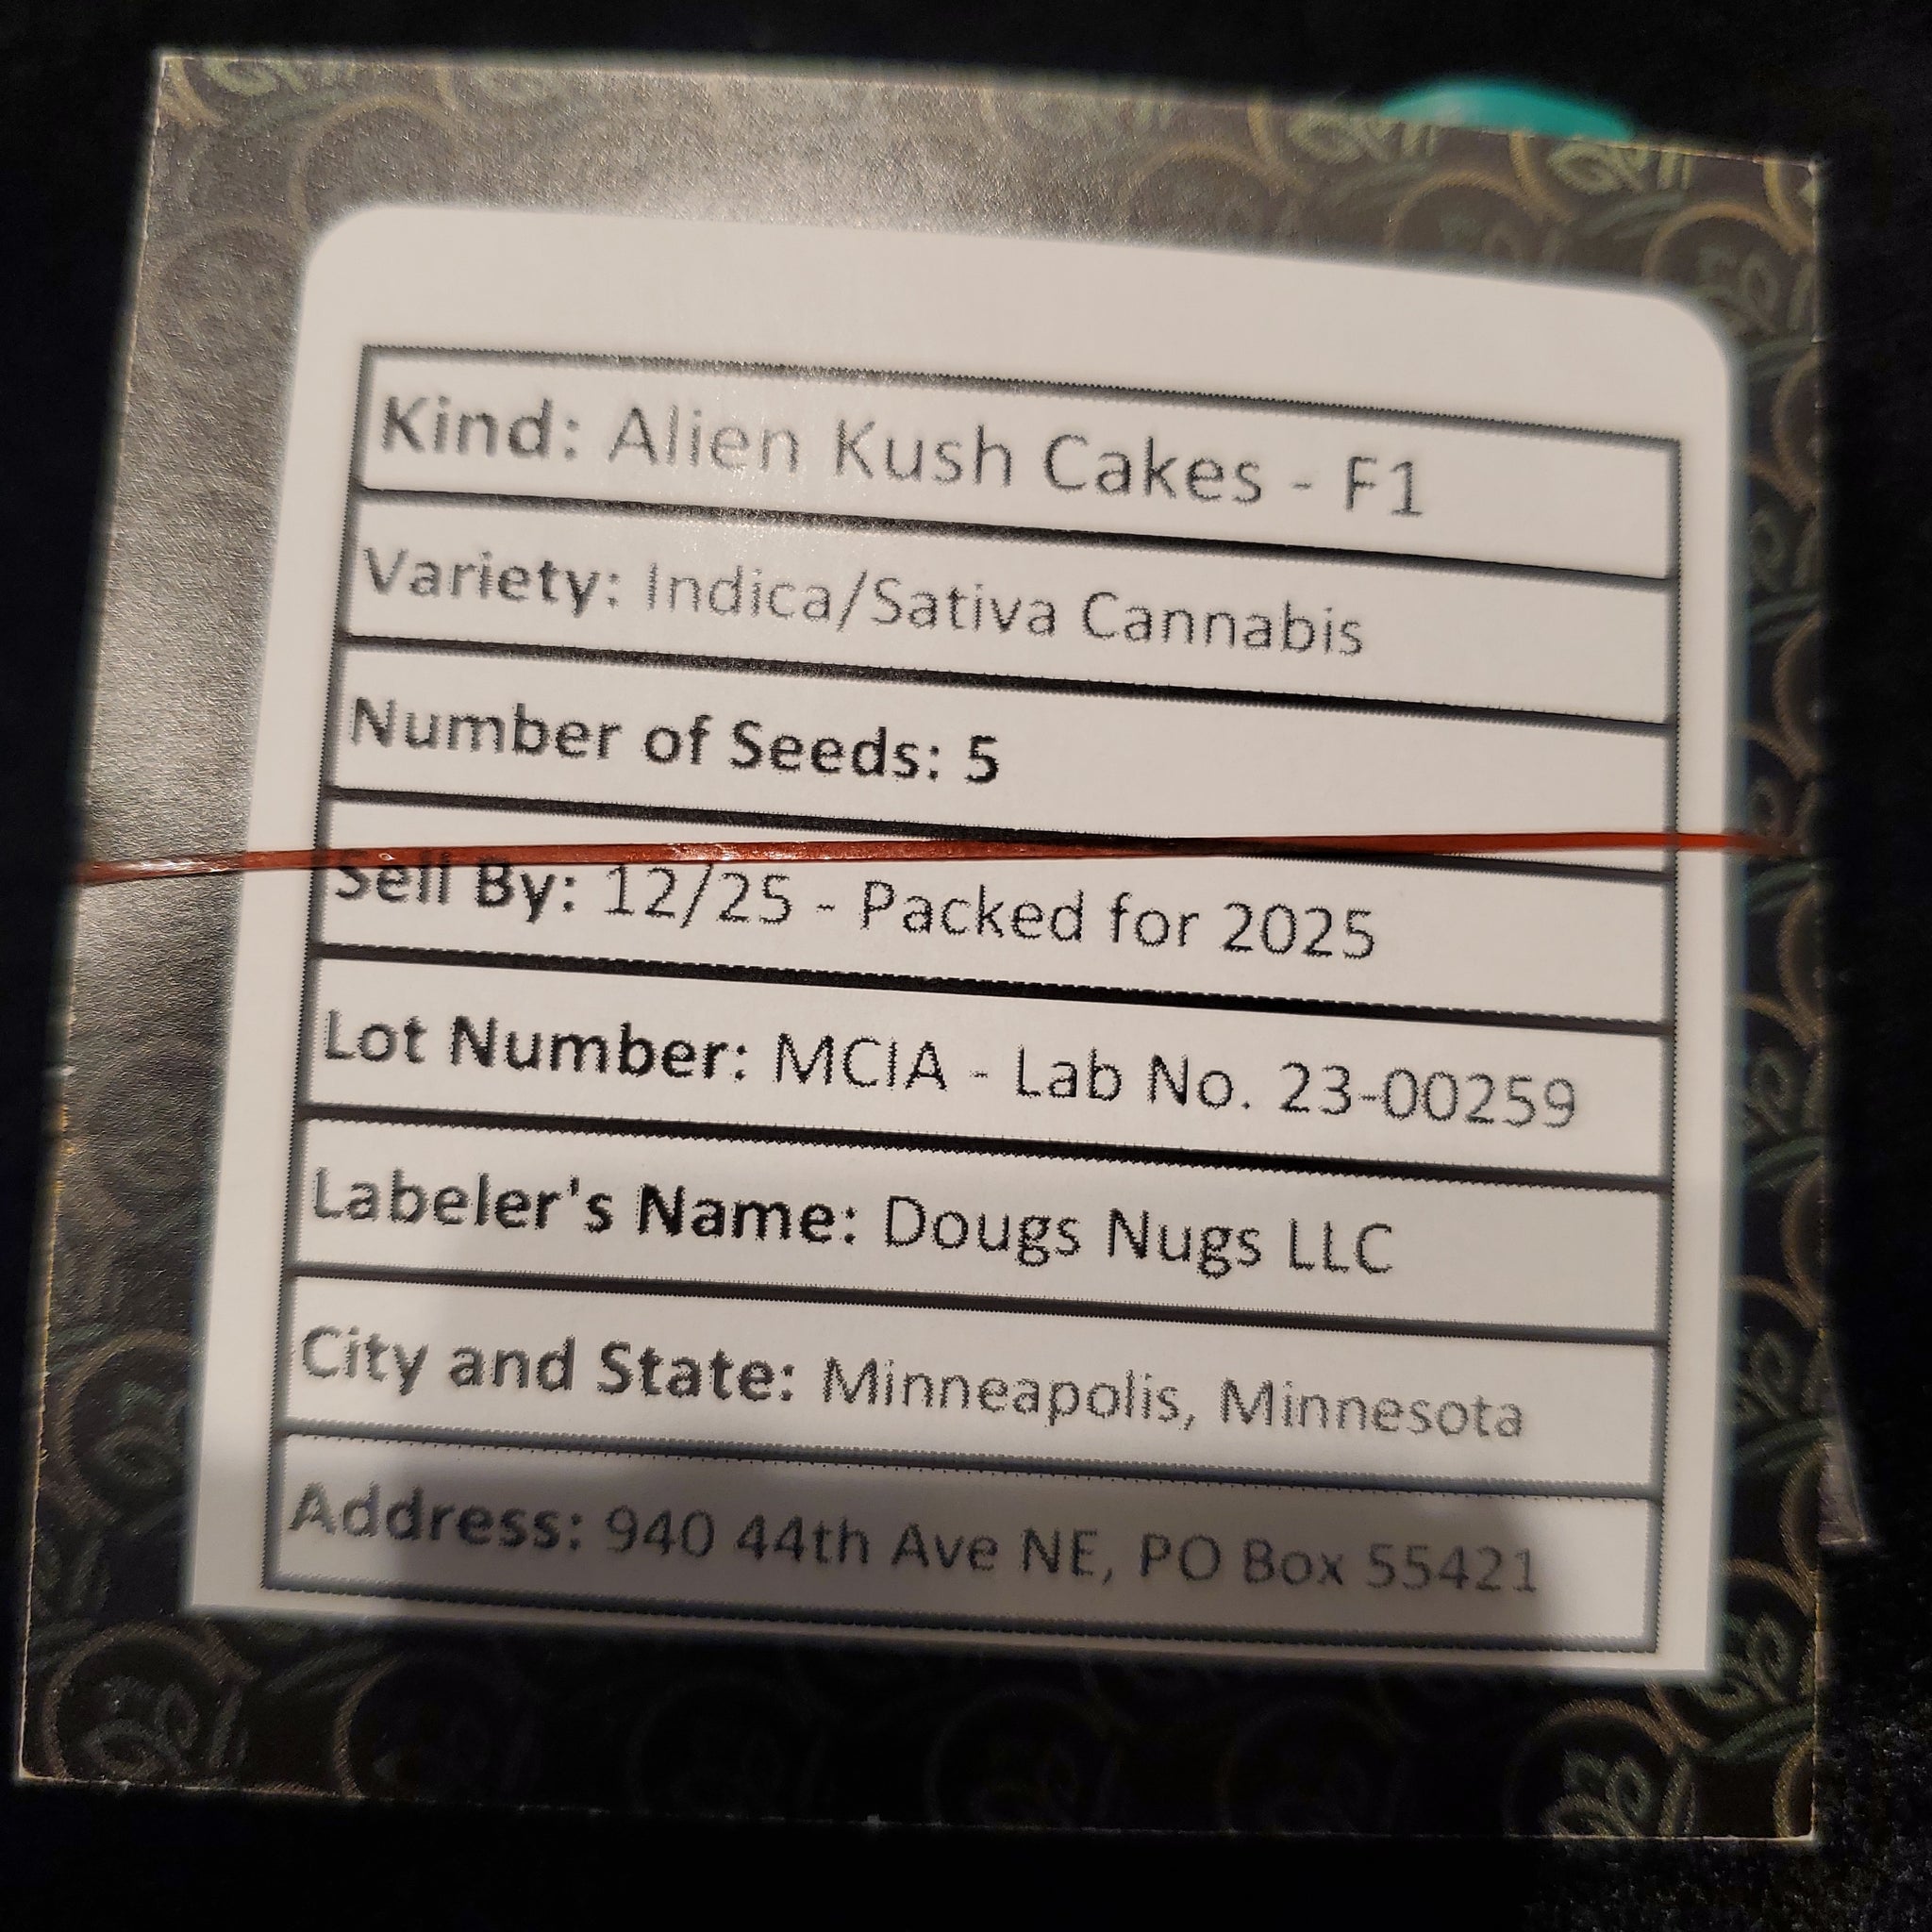 Kind: Alien Kush Cakes - F1
Variety: Indica/Sativa Cannabis
Number of Seeds: 5
Sell By: 12/25 - Packed for 2025
Lot Number: MCIA - Lab No. 23-00259
Labeler's Name: Dougs Nugs LLC
City and State: Minneapolis, Minnesota
Address: 940 44th Ave NE, PO Box 55421